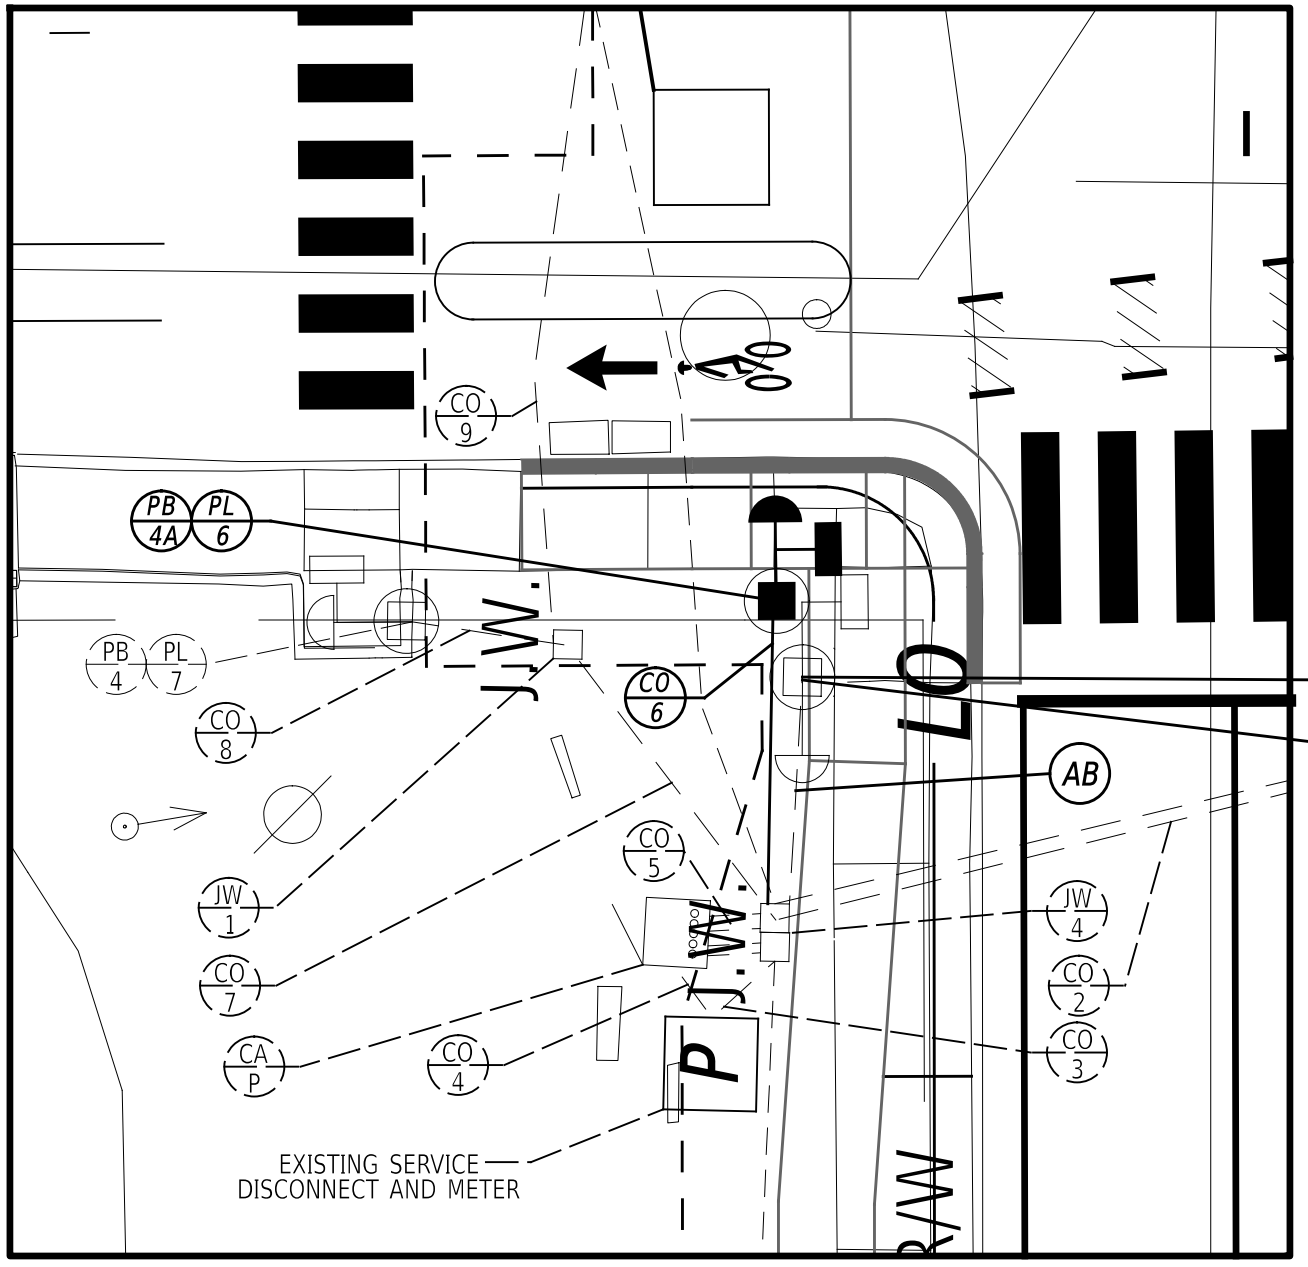 CO
9
PB PL
4A 6
J.W.
PB PL
4 7
CO
6
LO
CO
8
AB
CO
5
JW
1
J.W.
JW
4
CO
7
CO
2
CA
P
CO
4
CO
3
P
EXISTING SERVICE
DISCONNECT AND METER
R/W